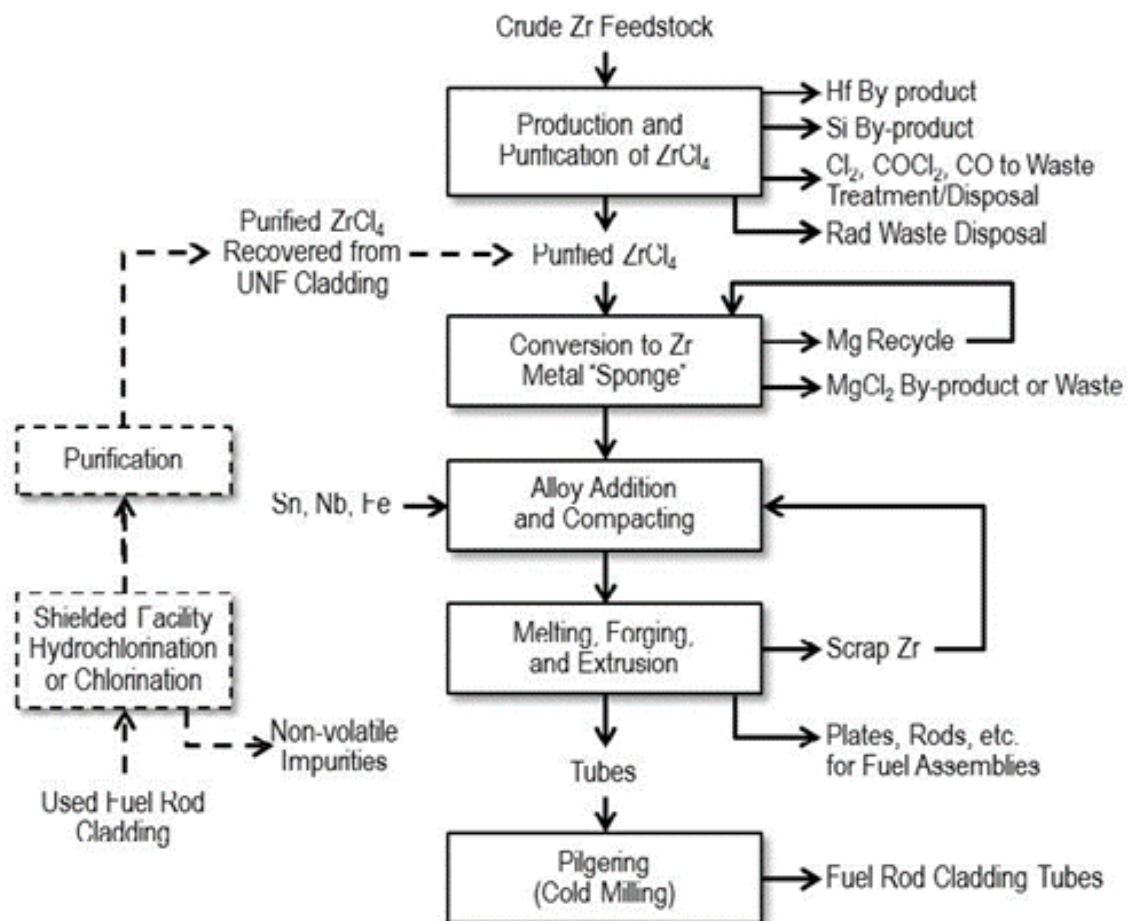 Crude Zr Feedstock
Production and
Purification of ZrCl₄
Hf By product
Si By-product
Cl₂, COCl₂, CO to Waste
Treatment/Disposal
Rad Waste Disposal
Purified ZrCl₄
Recovered from
UNF Cladding
Purified ZrCl₄
Conversion to Zr
Metal "Sponge"
Mg Recycle
MgCl₂ By-product or Waste
Purification
Sn, Nb, Fe
Alloy Addition
and Compacting
Shielded Facility
Hydrochlorination
or Chlorination
Melting, Forging,
and Extrusion
Scrap Zr
Non-volatile
Impurities
Plates, Rods, etc.
for Fuel Assemblies
Tubes
Used Fuel Rod
Cladding
Pilgering
(Cold Milling)
Fuel Rod Cladding Tubes